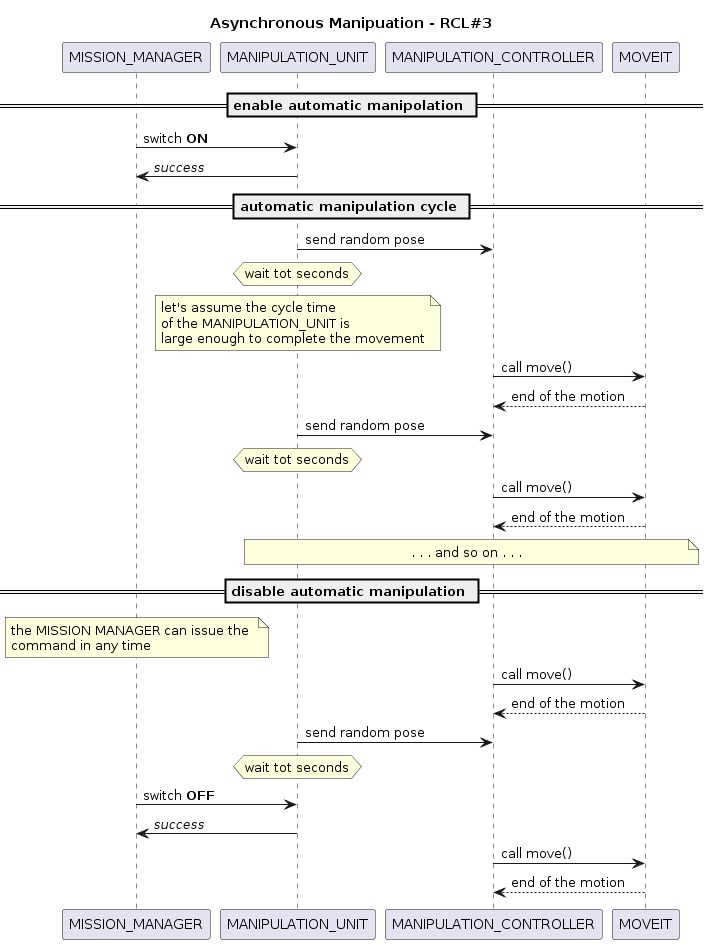 Asynchronous Manipuation - RCL#3
MISSION_MANAGER MANIPULATION_UNIT MANIPULATION_CONTROLLER MOVEIT
enable automatic manipolation
switch ON
success
automatic manipulation cycle
send random pose
wait tot seconds
let's assume the cycle time
of the MANIPULATION_UNIT is
large enough to complete the movement
call move()
end of the motion
send random pose
wait tot seconds
call move()
end of the motion
. . . and so on . . .
disable automatic manipulation
the MISSION MANAGER can issue the
command in any time
call move()
end of the motion
send random pose
wait tot seconds
switch OFF
success
call move()
end of the motion
MISSION_MANAGER MANIPULATION_UNIT MANIPULATION_CONTROLLER MOVEIT